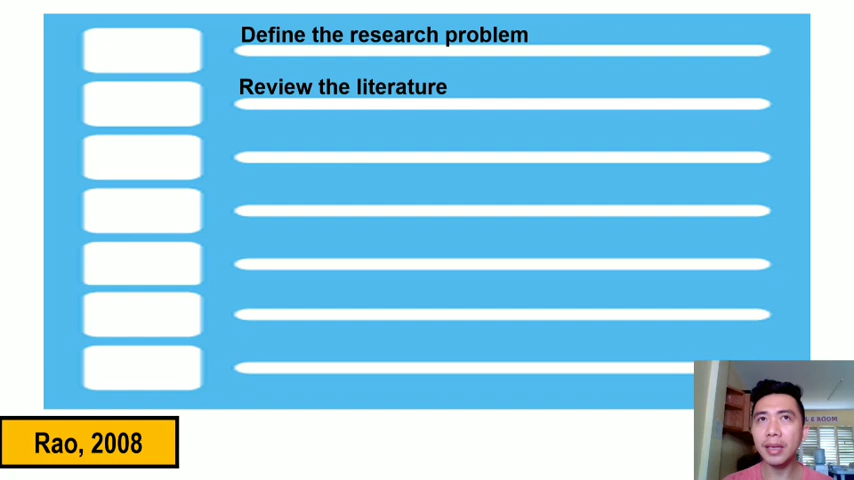 Define the research problem
Review the literature
Rao, 2008